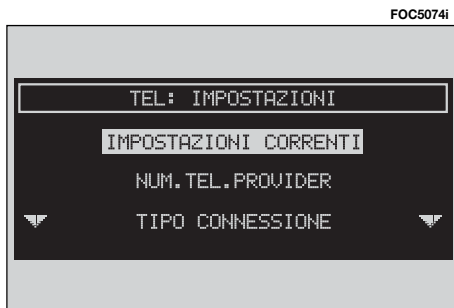 FOC5074i
TEL: IMPOSTAZIONI
IMPOSTAZIONI CORRENTI
NUM.TEL.PROVIDER
TIPO CONNESSIONE